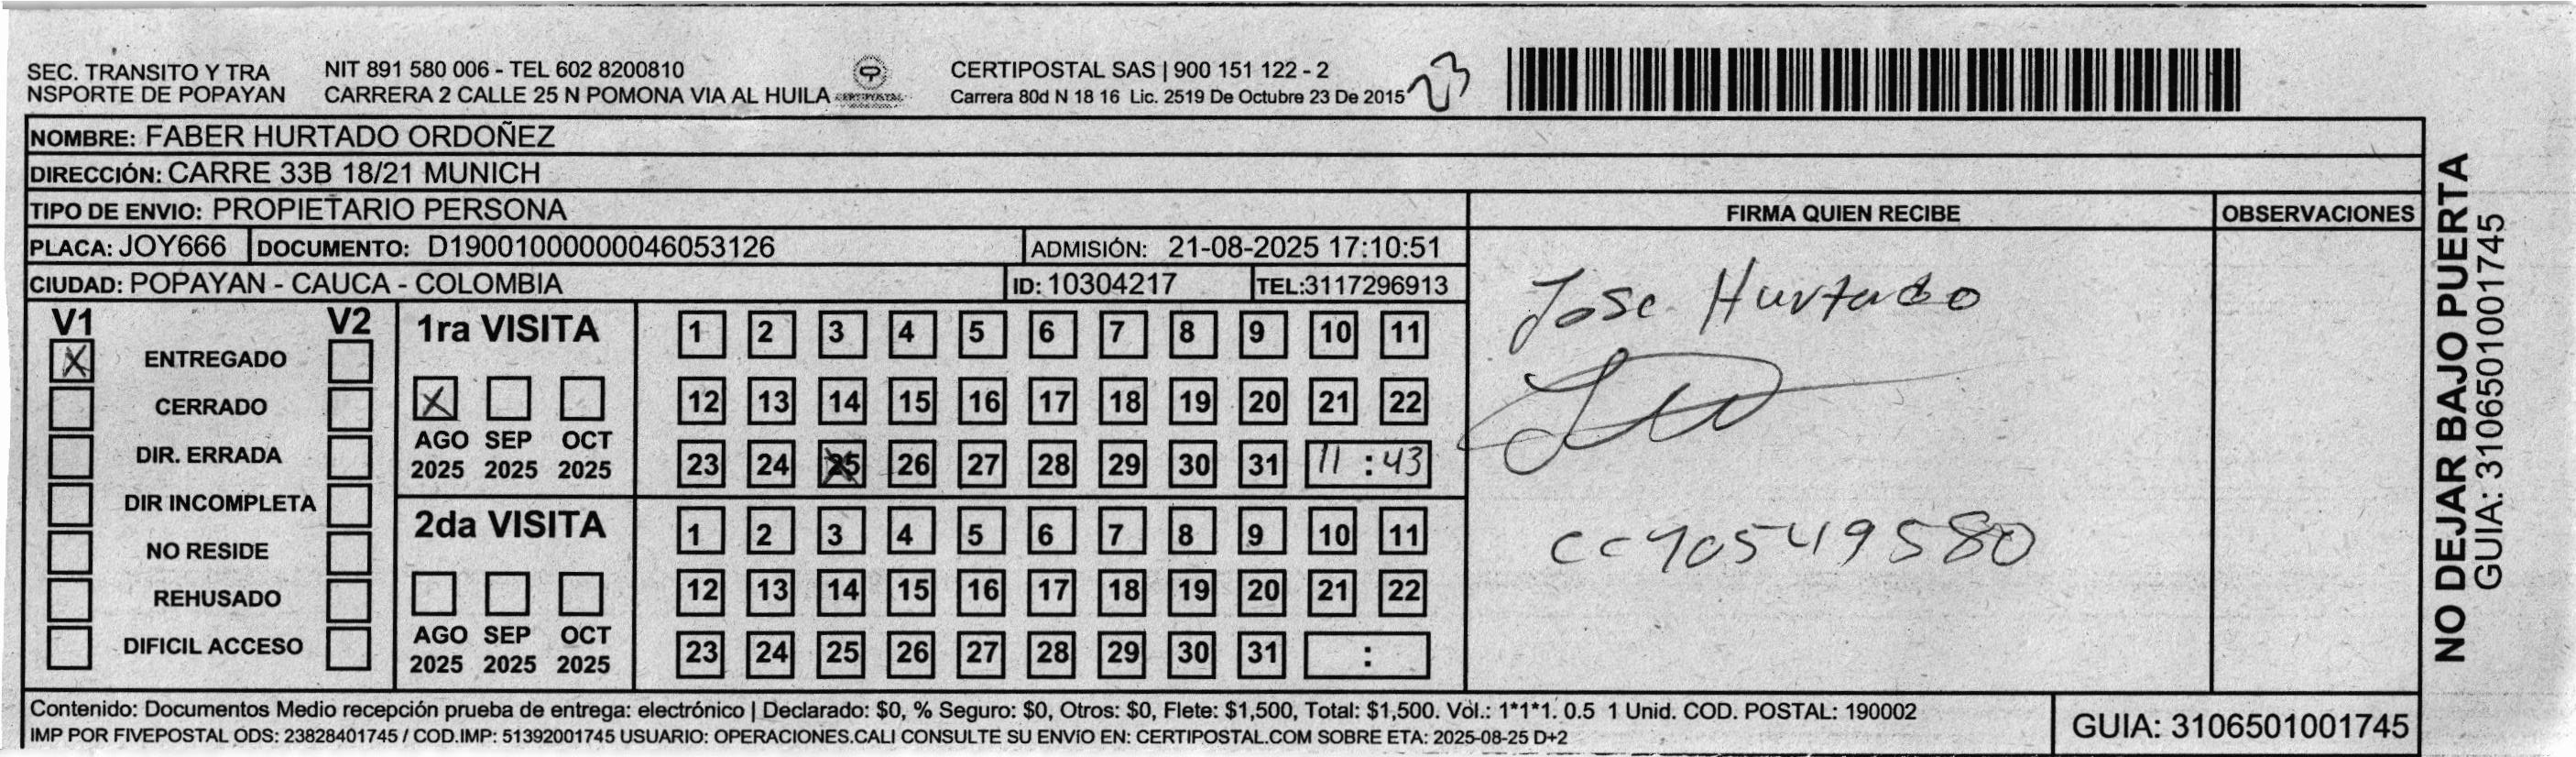 SEC. TRANSITO Y TRA
NSPORTE DE POPAYAN
NIT 891 580 006 - TEL 602 8200810
CARRERA 2 CALLE 25 N POMONA VIA AL HUILA
CERTIPOSTAL
CERTIPOSTAL SAS | 900 151 122 - 2
Carrera 80d N 18 16 Lic. 2519 De Octubre 23 De 2015
23
NOMBRE: FABER HURTADO ORDOÑEZ
DIRECCIÓN: CARRE 33B 18/21 MUNICH
TIPO DE ENVIO: PROPIETARIO PERSONA
PLACA: JOY666 DOCUMENTO: D19001000000046053126 ADMISIÓN: 21-08-2025 17:10:51
CIUDAD: POPAYAN - CAUCA - COLOMBIA ID: 10304217 TEL:3117296913
V1 V2
X ENTREGADO
CERRADO
DIR. ERRADA
DIR INCOMPLETA
NO RESIDE
REHUSADO
DIFICIL ACCESO
1ra VISITA
X
AGO SEP OCT
2025 2025 2025
1 2 3 4 5 6 7 8 9 10 11
12 13 14 15 16 17 18 19 20 21 22
23 24 25 26 27 28 29 30 31 11 : 43
2da VISITA
AGO SEP OCT
2025 2025 2025
1 2 3 4 5 6 7 8 9 10 11
12 13 14 15 16 17 18 19 20 21 22
23 24 25 26 27 28 29 30 31 :
FIRMA QUIEN RECIBE
Jose Hurtado
cc 10549580
OBSERVACIONES
NO DEJAR BAJO PUERTA
GUIA: 3106501001745
Contenido: Documentos Medio recepción prueba de entrega: electrónico | Declarado: $0, % Seguro: $0, Otros: $0, Flete: $1,500, Total: $1,500. Vol.: 1*1*1. 0.5 1 Unid. COD. POSTAL: 190002
IMP POR FIVEPOSTAL ODS: 23828401745 / COD.IMP: 51392001745 USUARIO: OPERACIONES.CALI CONSULTE SU ENVÍO EN: CERTIPOSTAL.COM SOBRE ETA: 2025-08-25 D+2
GUIA: 3106501001745